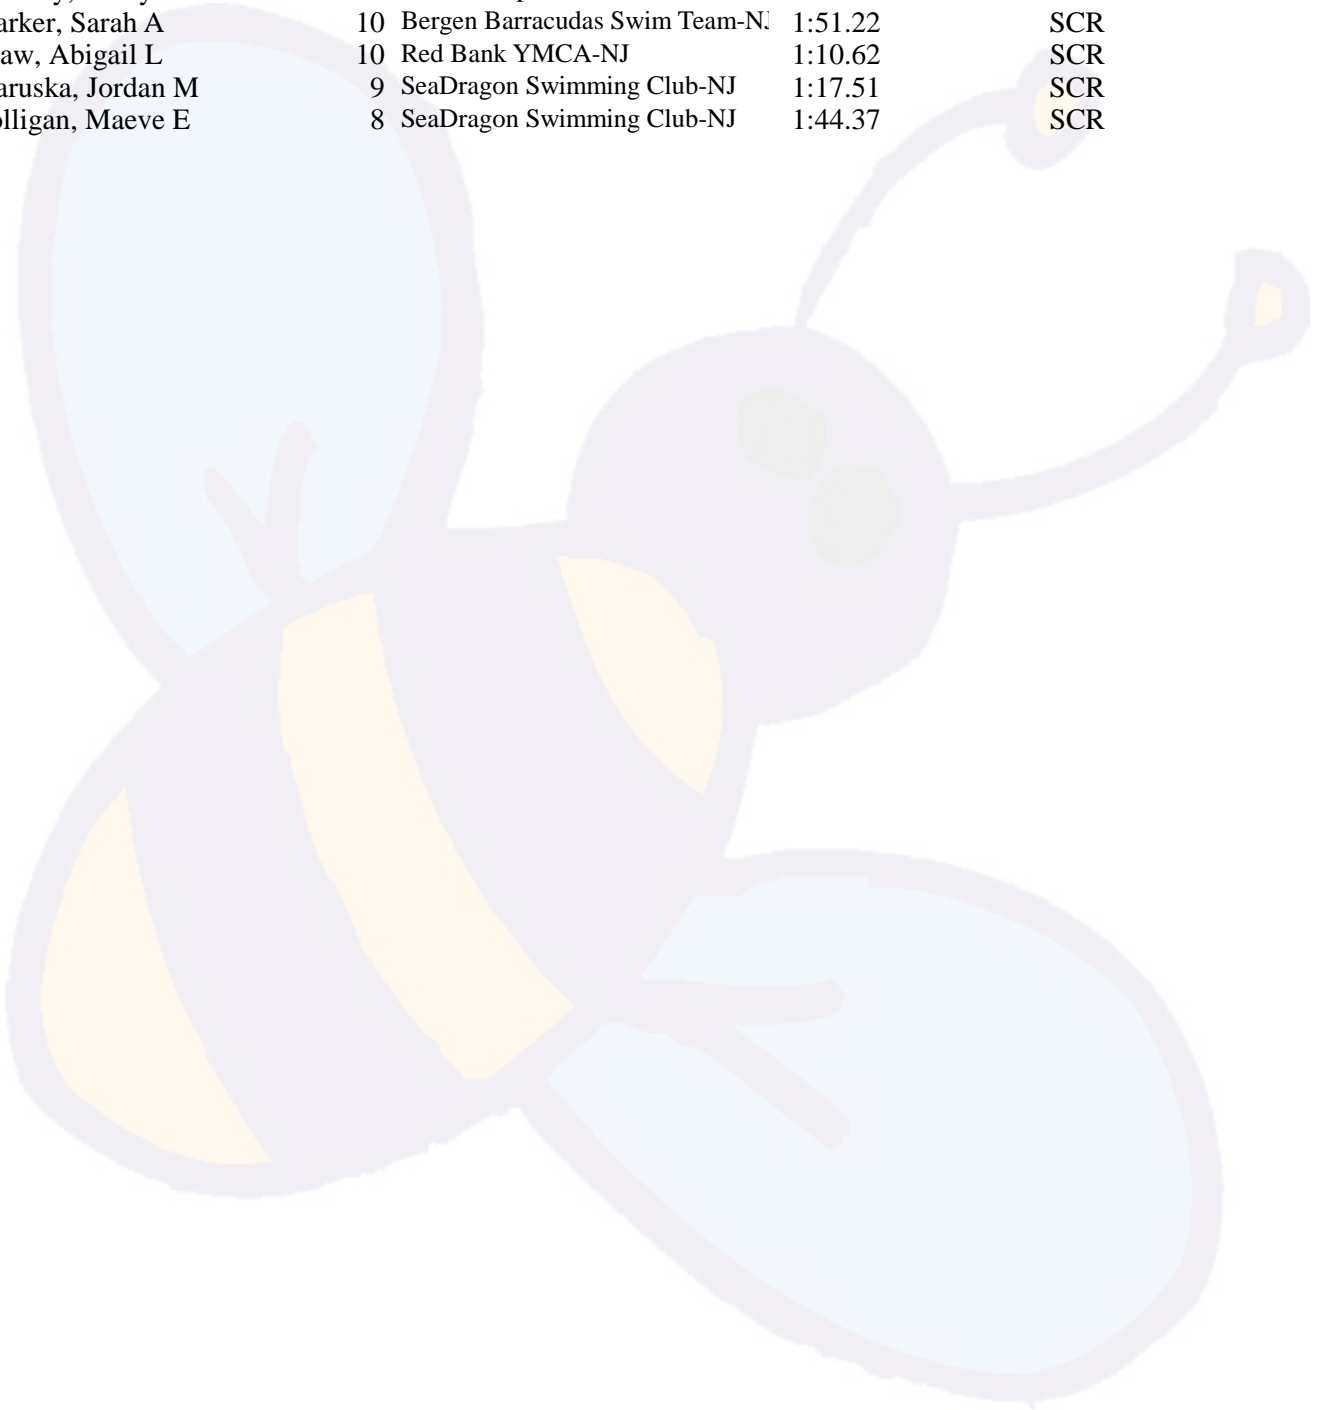 arker, Sarah A 10 Bergen Barracudas Swim Team-NJ 1:51.22 SCR
aw, Abigail L 10 Red Bank YMCA-NJ 1:10.62 SCR
aruska, Jordan M 9 SeaDragon Swimming Club-NJ 1:17.51 SCR
olligan, Maeve E 8 SeaDragon Swimming Club-NJ 1:44.37 SCR